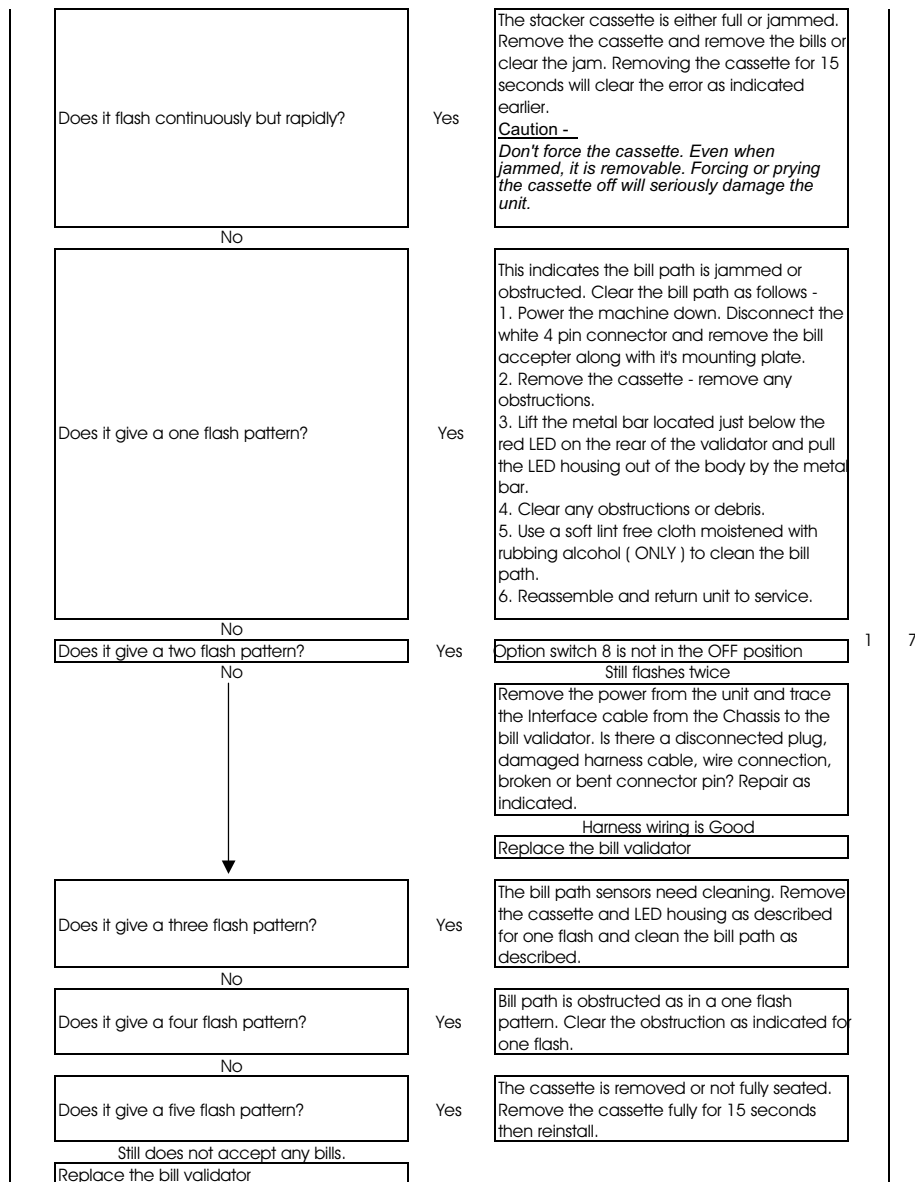 Does it flash continuously but rapidly?
Yes
The stacker cassette is either full or jammed.
Remove the cassette and remove the bills or
clear the jam. Removing the cassette for 15
seconds will clear the error as indicated
earlier.
Caution -
Don't force the cassette. Even when
jammed, it is removable. Forcing or prying
the cassette off will seriously damage the
unit.
No
Does it give a one flash pattern?
Yes
This indicates the bill path is jammed or
obstructed. Clear the bill path as follows -
1. Power the machine down. Disconnect the
white 4 pin connector and remove the bill
accepter along with it's mounting plate.
2. Remove the cassette - remove any
obstructions.
3. Lift the metal bar located just below the
red LED on the rear of the validator and pull
the LED housing out of the body by the metal
bar.
4. Clear any obstructions or debris.
5. Use a soft lint free cloth moistened with
rubbing alcohol ( ONLY ) to clean the bill
path.
6. Reassemble and return unit to service.
No
Does it give a two flash pattern?
Yes
Option switch 8 is not in the OFF position
1 7
No
Still flashes twice
Remove the power from the unit and trace
the Interface cable from the Chassis to the
bill validator. Is there a disconnected plug,
damaged harness cable, wire connection,
broken or bent connector pin? Repair as
indicated.
Harness wiring is Good
Replace the bill validator
Does it give a three flash pattern?
Yes
The bill path sensors need cleaning. Remove
the cassette and LED housing as described
for one flash and clean the bill path as
described.
No
Does it give a four flash pattern?
Yes
Bill path is obstructed as in a one flash
pattern. Clear the obstruction as indicated for
one flash.
No
Does it give a five flash pattern?
Yes
The cassette is removed or not fully seated.
Remove the cassette fully for 15 seconds
then reinstall.
Still does not accept any bills.
Replace the bill validator